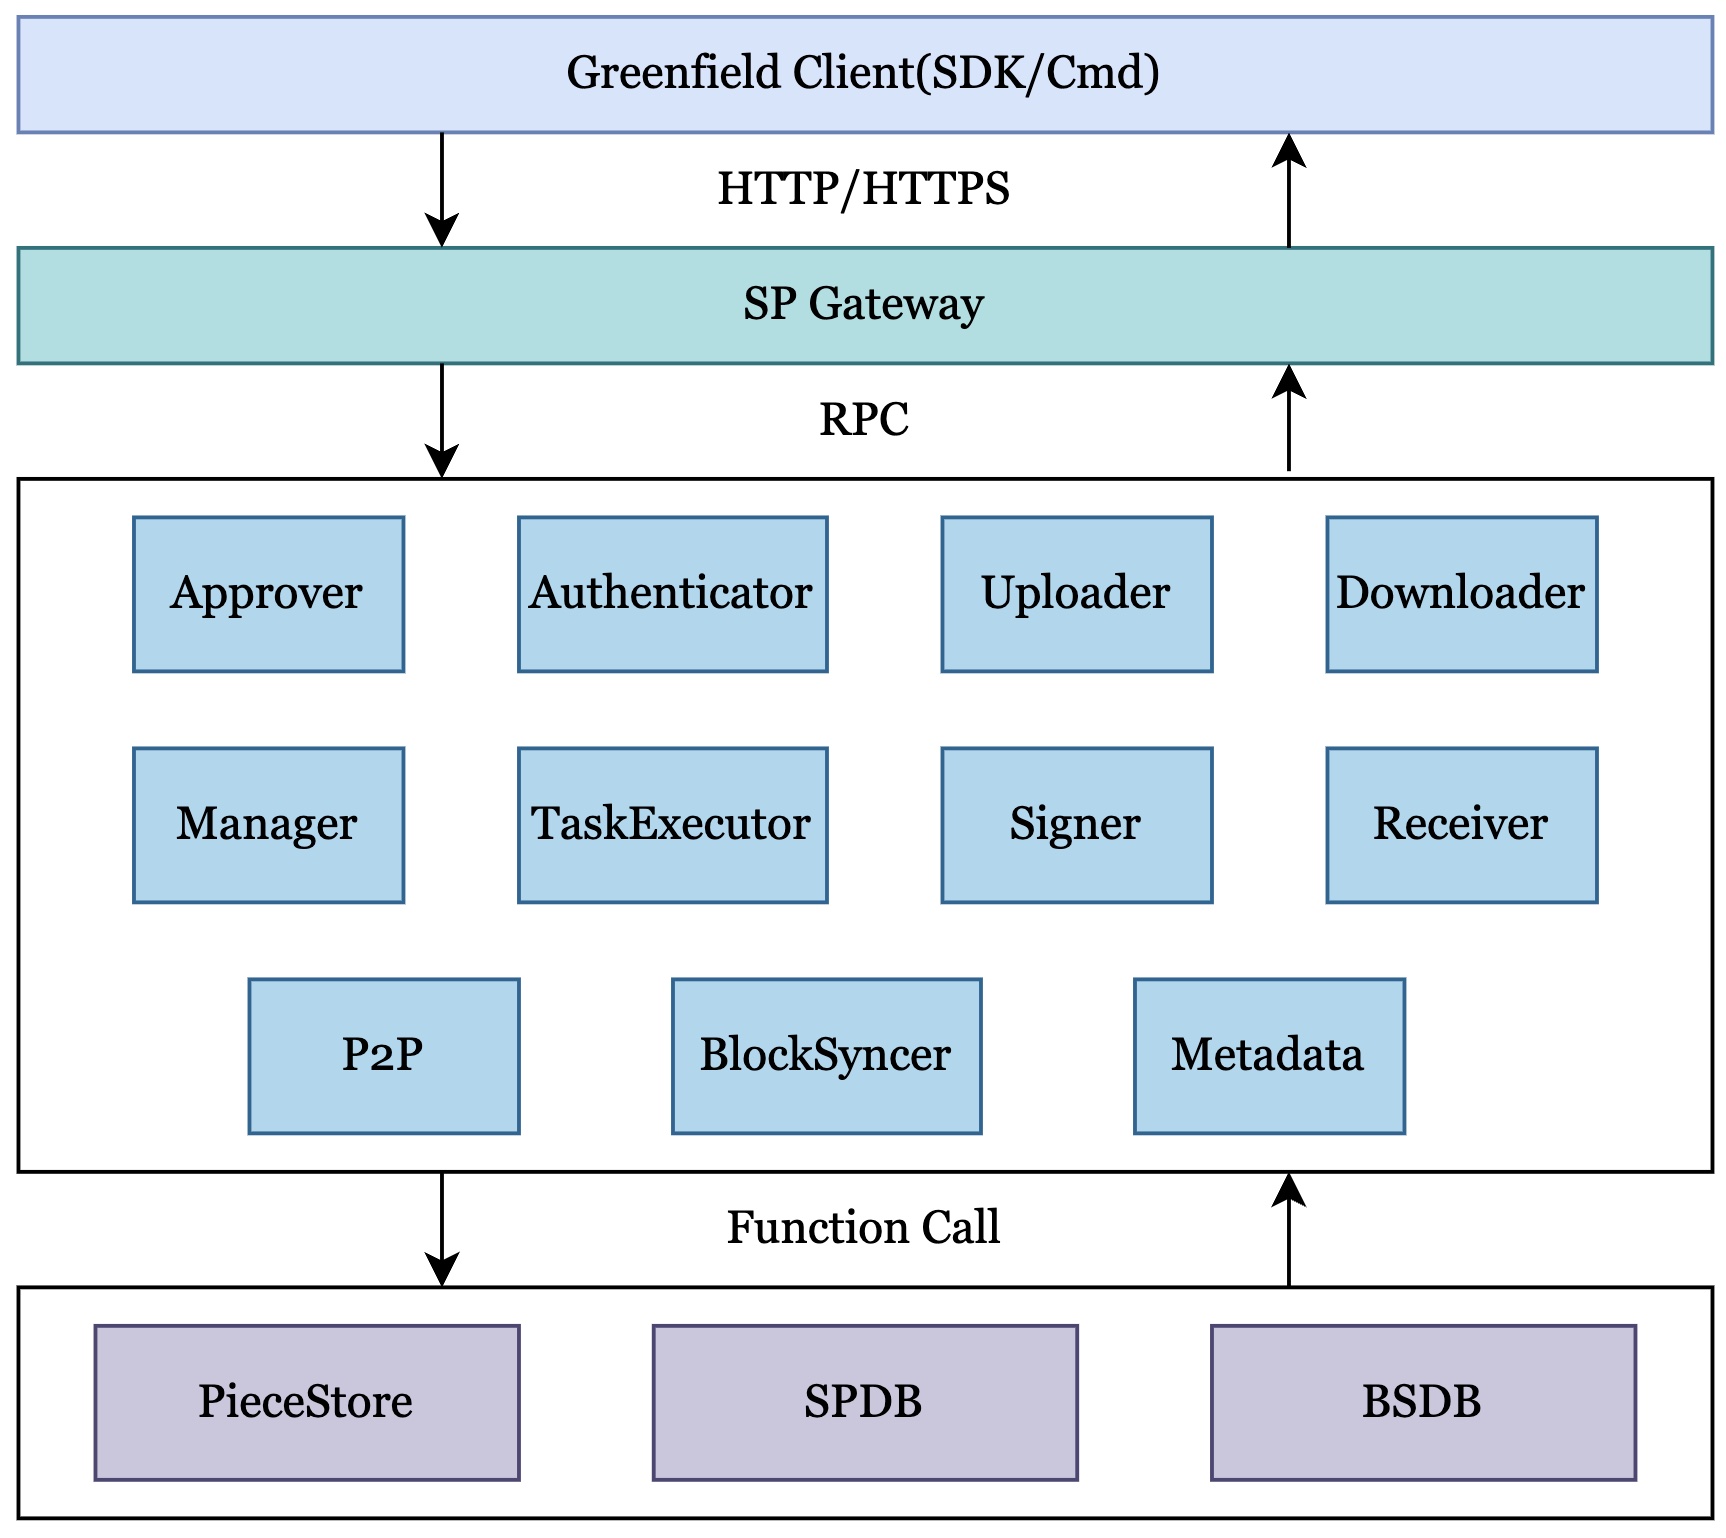 Greenfield Client(SDK/Cmd)
HTTP/HTTPS
SP Gateway
RPC
Approver
Authenticator
Uploader
Downloader
Manager
TaskExecutor
Signer
Receiver
P2P
BlockSyncer
Metadata
Function Call
PieceStore
SPDB
BSDB